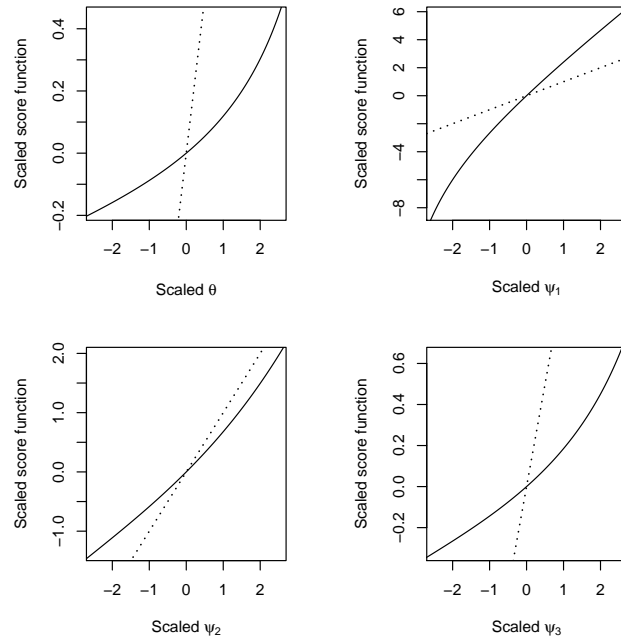 Scaled score function
0.4
0.2
0.0
−0.2
−2 −1 0 1 2
Scaled θ
Scaled score function
6
4
0
−4
−8
−2 −1 0 1 2
Scaled ψ1
Scaled score function
2.0
1.0
0.0
−1.0
−2 −1 0 1 2
Scaled ψ2
Scaled score function
0.6
0.4
0.2
0.0
−0.2
−2 −1 0 1 2
Scaled ψ3